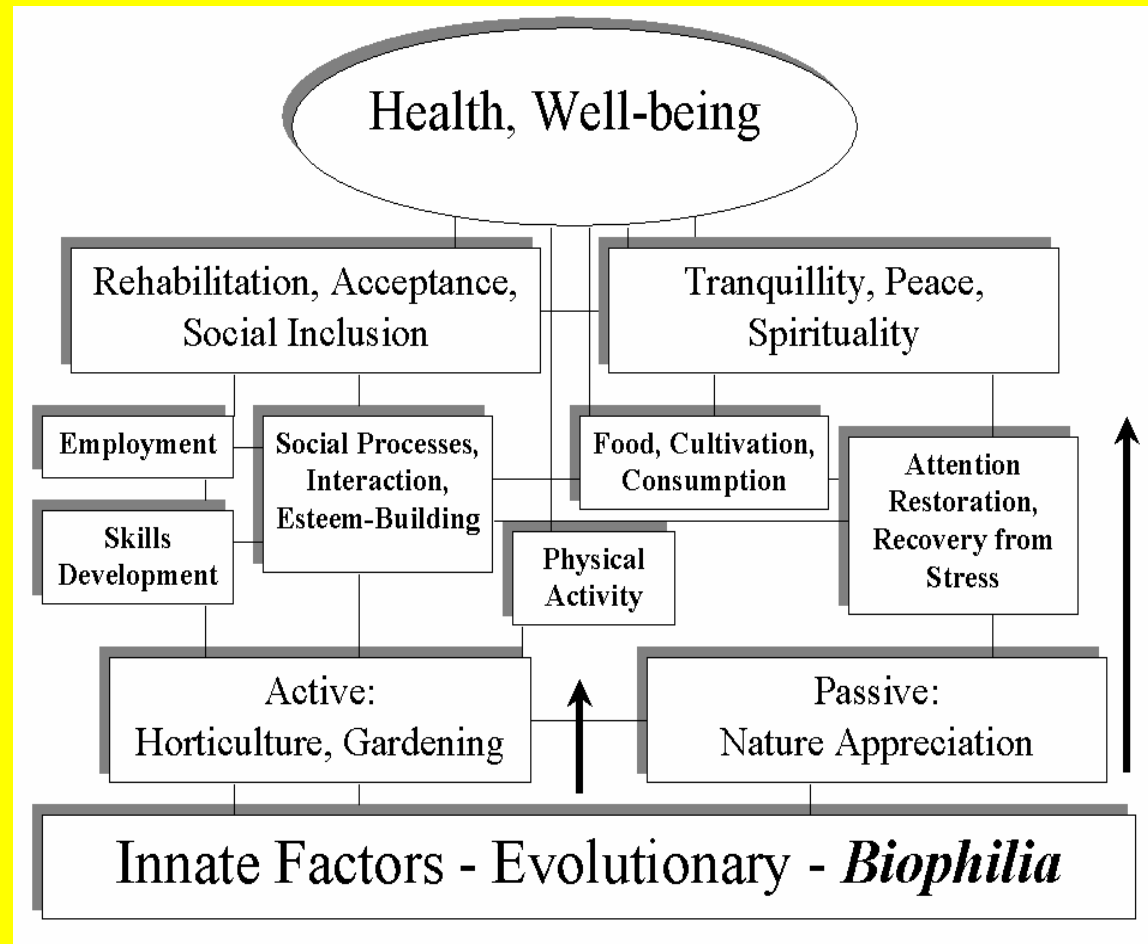 Health, Well-being
Rehabilitation, Acceptance,
Social Inclusion
Tranquillity, Peace,
Spirituality
Employment
Social Processes,
Interaction,
Esteem-Building
Food, Cultivation,
Consumption
Attention
Restoration,
Recovery from
Stress
Skills
Development
Physical
Activity
Active:
Horticulture, Gardening
Passive:
Nature Appreciation
Innate Factors - Evolutionary - Biophilia